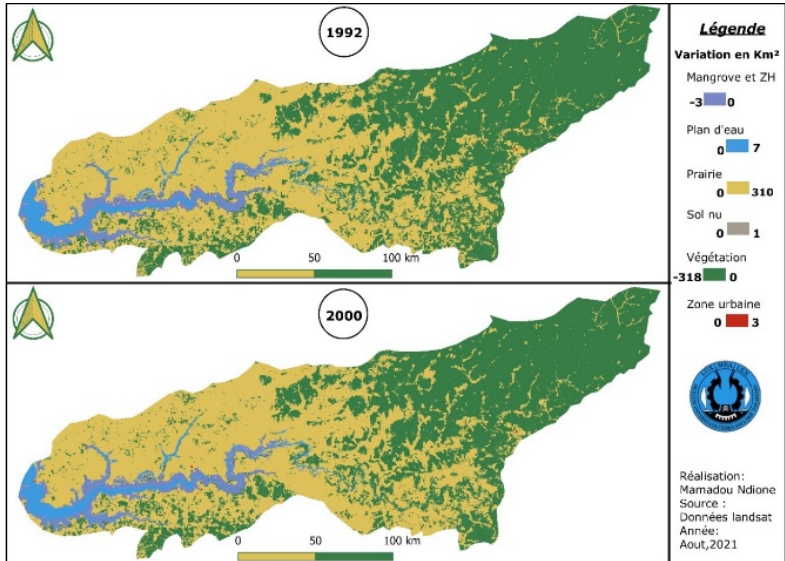 1992
0 50 100 km
2000
0 50 100 km
Légende
Variation en Km²
Mangrove et ZH
-3 0
Plan d'eau
0 7
Prairie
0 310
Sol nu
0 1
Végétation
-318 0
Zone urbaine
0 3
Réalisation:
Mamadou Ndione
Source :
Données landsat
Année:
Aout,2021